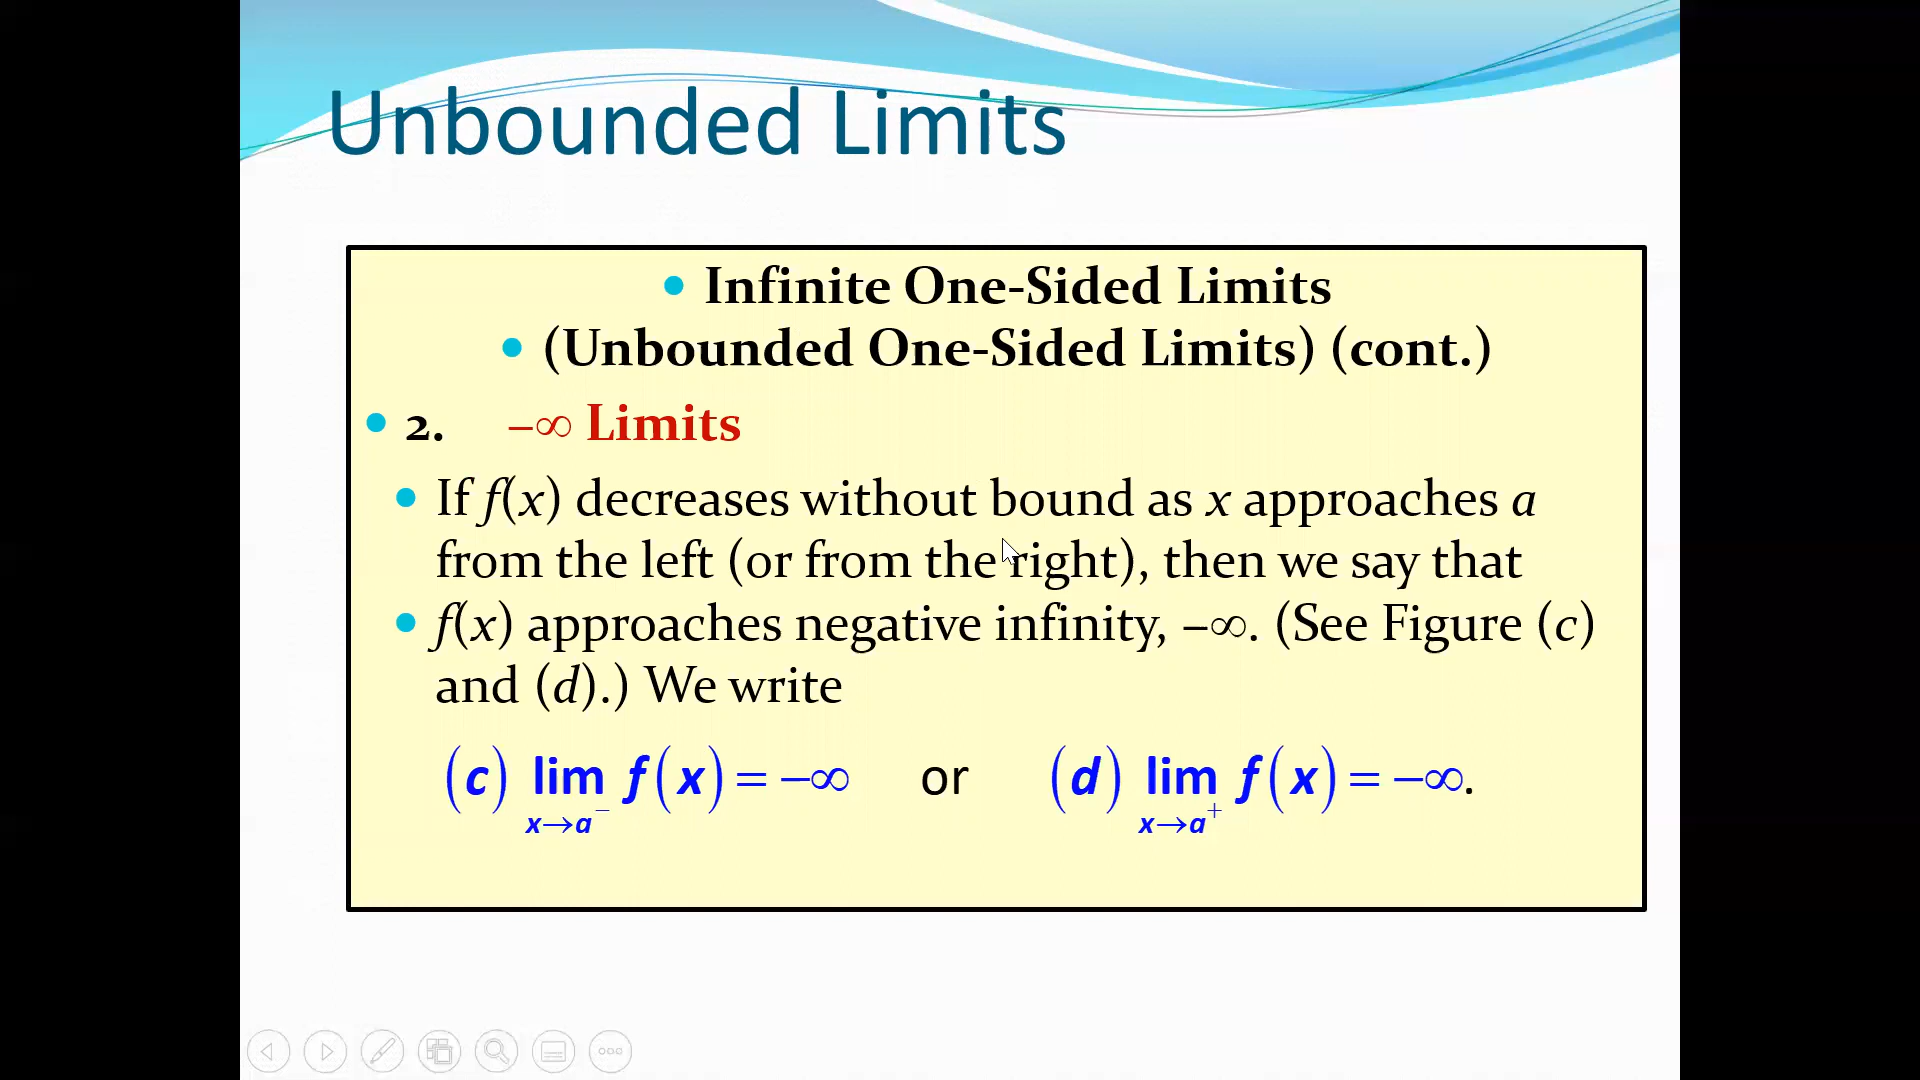 Unbounded Limits
• Infinite One-Sided Limits
• (Unbounded One-Sided Limits) (cont.)
• 2. –∞ Limits
• If f(x) decreases without bound as x approaches a
from the left (or from the right), then we say that
• f(x) approaches negative infinity, –∞. (See Figure (c)
and (d).) We write
(c) lim x→a⁻ f(x) = −∞ or (d) lim x→a⁺ f(x) = −∞.